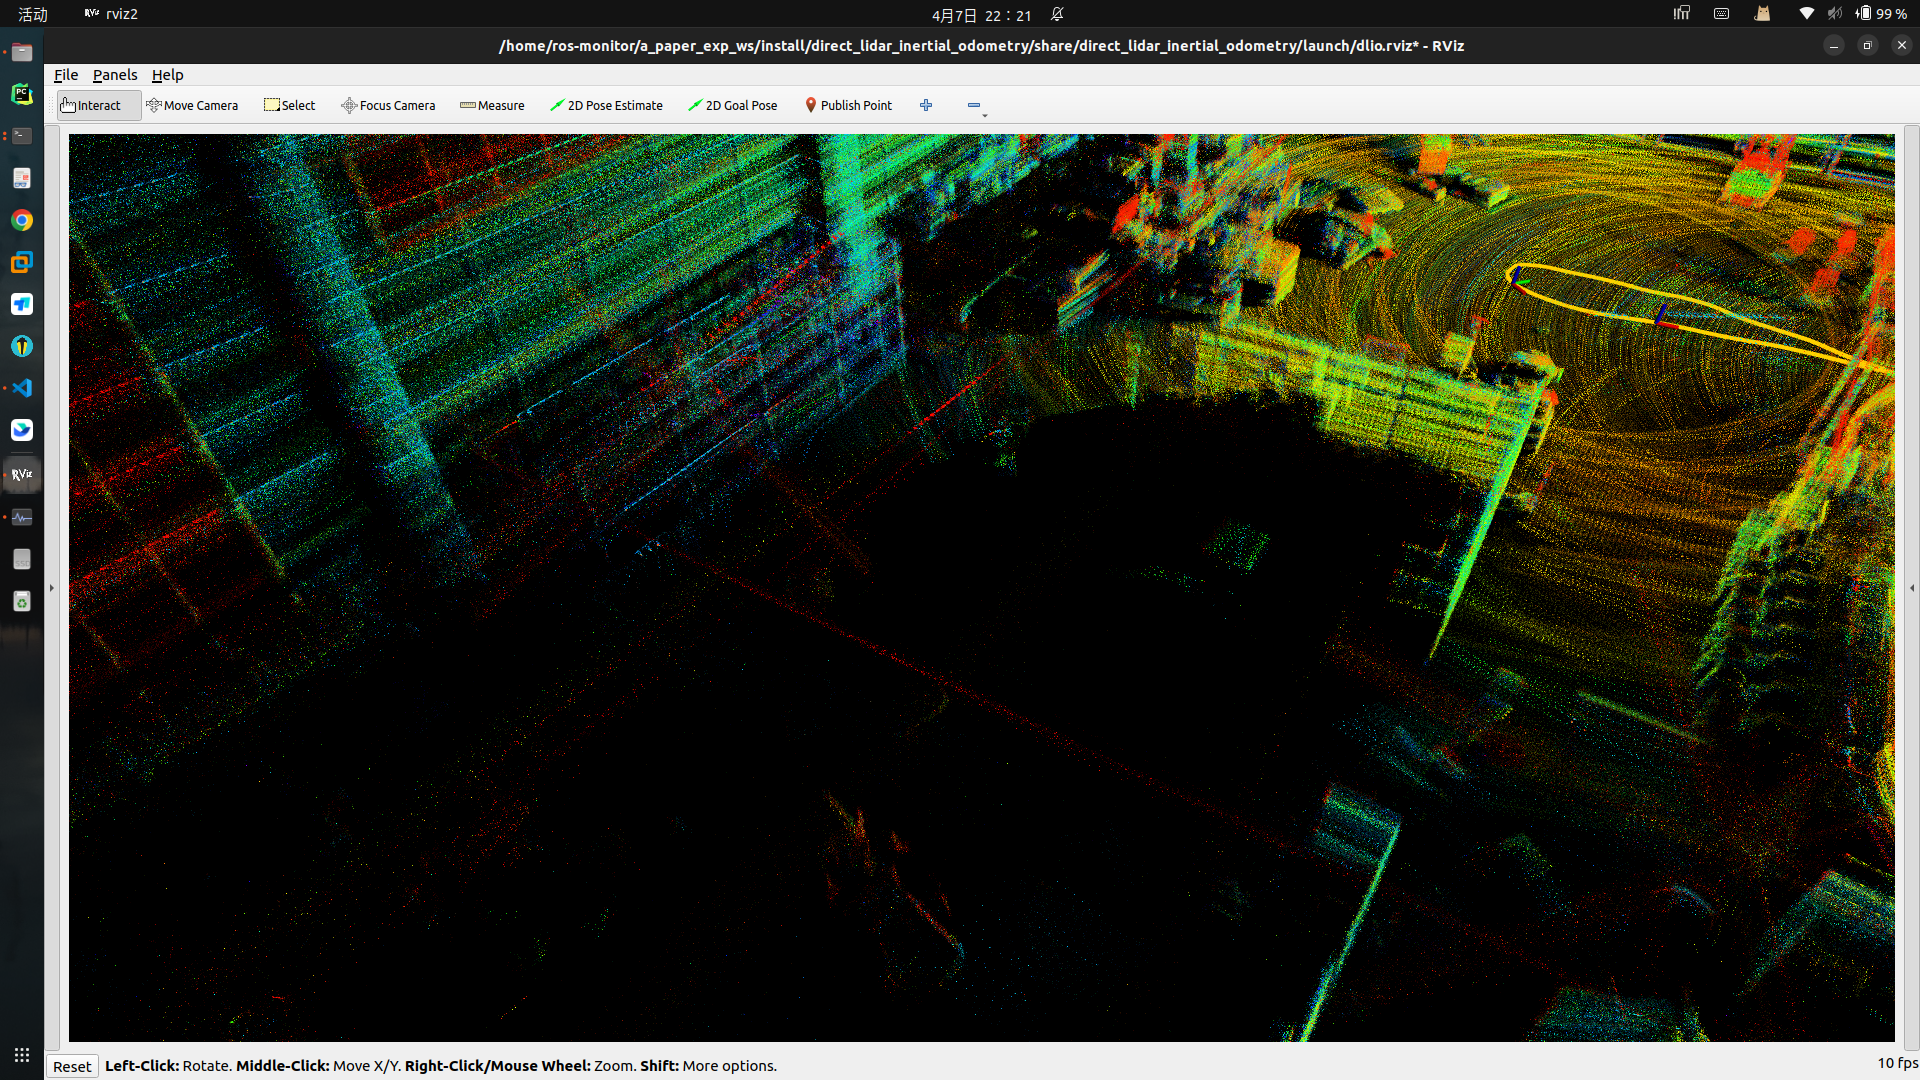 活动 rviz2 4月7日 22：21 99 %
/home/ros-monitor/a_paper_exp_ws/install/direct_lidar_inertial_odometry/share/direct_lidar_inertial_odometry/launch/dlio.rviz* - RViz
File Panels Help
Interact Move Camera Select Focus Camera Measure 2D Pose Estimate 2D Goal Pose Publish Point
PC
RViz
SSD
Reset Left-Click: Rotate. Middle-Click: Move X/Y. Right-Click/Mouse Wheel: Zoom. Shift: More options. 10 fps